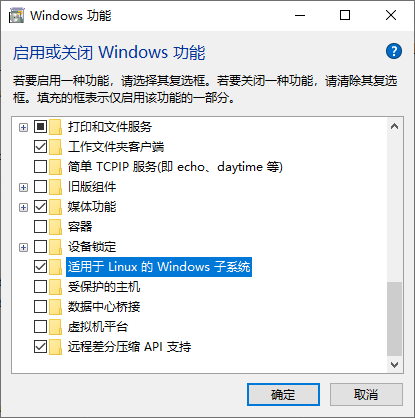 Windows 功能
启用或关闭 Windows 功能
若要启用一种功能，请选择其复选框。若要关闭一种功能，请清除其复选
框。填充的框表示仅启用该功能的一部分。
打印和文件服务
工作文件夹客户端
简单 TCPIP 服务(即 echo、daytime 等)
旧版组件
媒体功能
容器
设备锁定
适用于 Linux 的 Windows 子系统
受保护的主机
数据中心桥接
虚拟机平台
远程差分压缩 API 支持
确定
取消